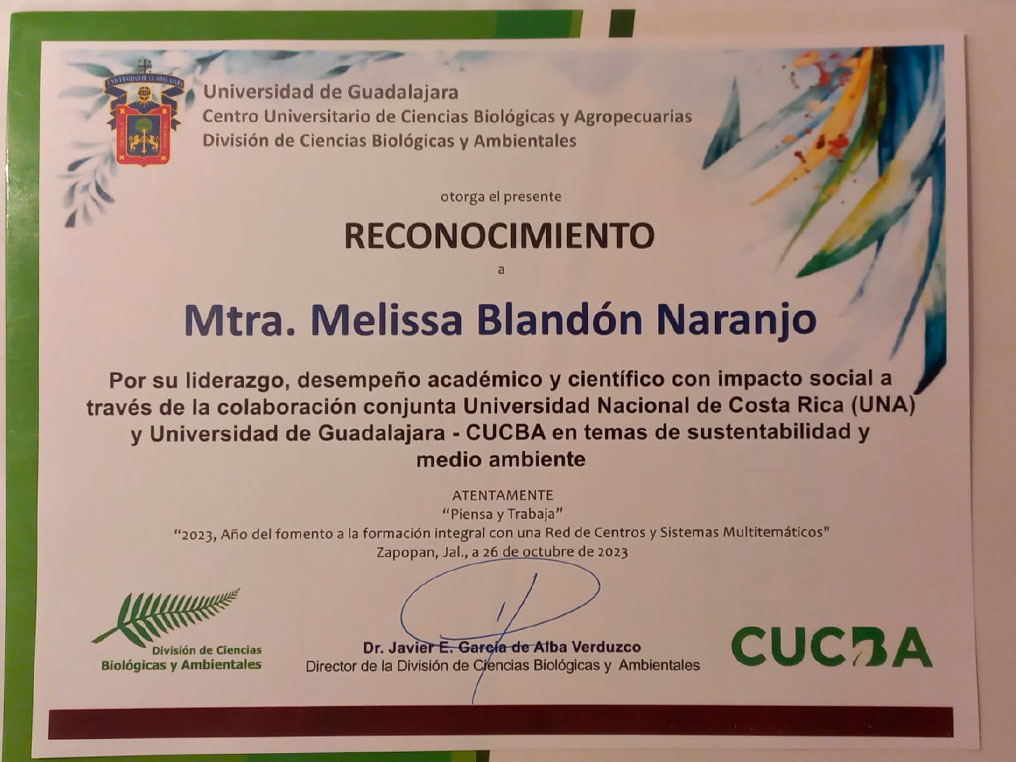 UNIVERSIDAD DE GUADALAJARA
Universidad de Guadalajara
Centro Universitario de Ciencias Biológicas y Agropecuarias
División de Ciencias Biológicas y Ambientales
otorga el presente
RECONOCIMIENTO
a
Mtra. Melissa Blandón Naranjo
Por su liderazgo, desempeño académico y científico con impacto social a
través de la colaboración conjunta Universidad Nacional de Costa Rica (UNA)
y Universidad de Guadalajara - CUCBA en temas de sustentabilidad y
medio ambiente
ATENTAMENTE
“Piensa y Trabaja”
“2023, Año del fomento a la formación integral con una Red de Centros y Sistemas Multitemáticos"
Zapopan, Jal., a 26 de octubre de 2023
División de Ciencias
Biológicas y Ambientales
Dr. Javier E. García de Alba Verduzco
Director de la División de Ciencias Biológicas y Ambientales
CUCBA